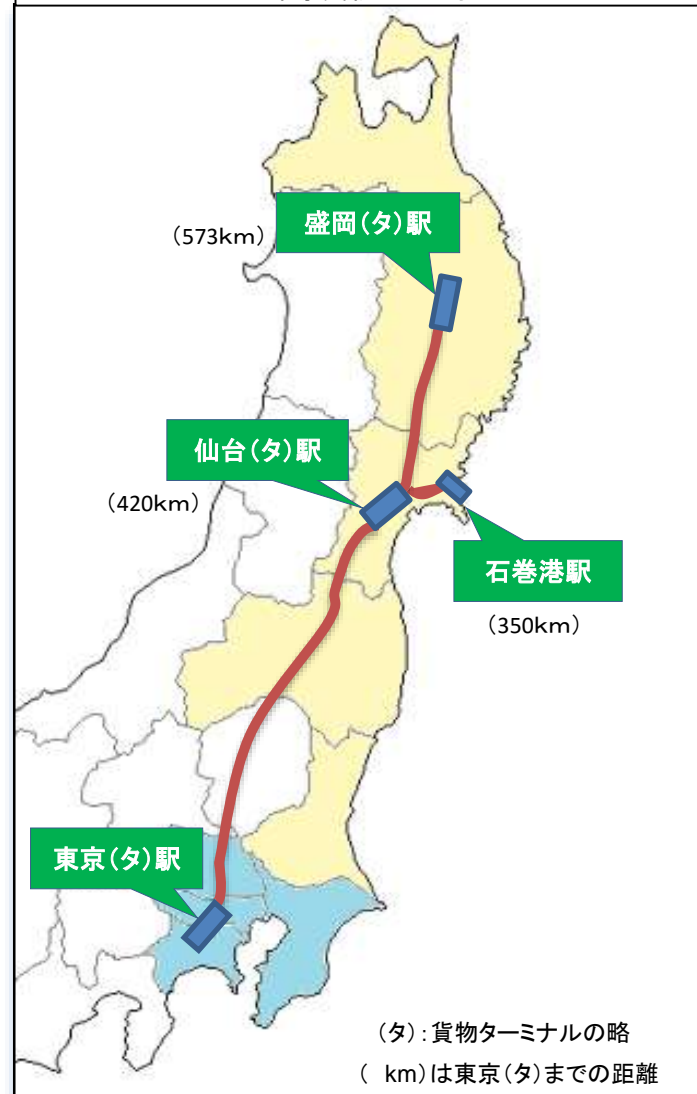 盛岡(タ)駅
(573km)
仙台(タ)駅
(420km)
石巻港駅
(350km)
東京(タ)駅
(タ):貨物ターミナルの略
( km)は東京(タ)までの距離